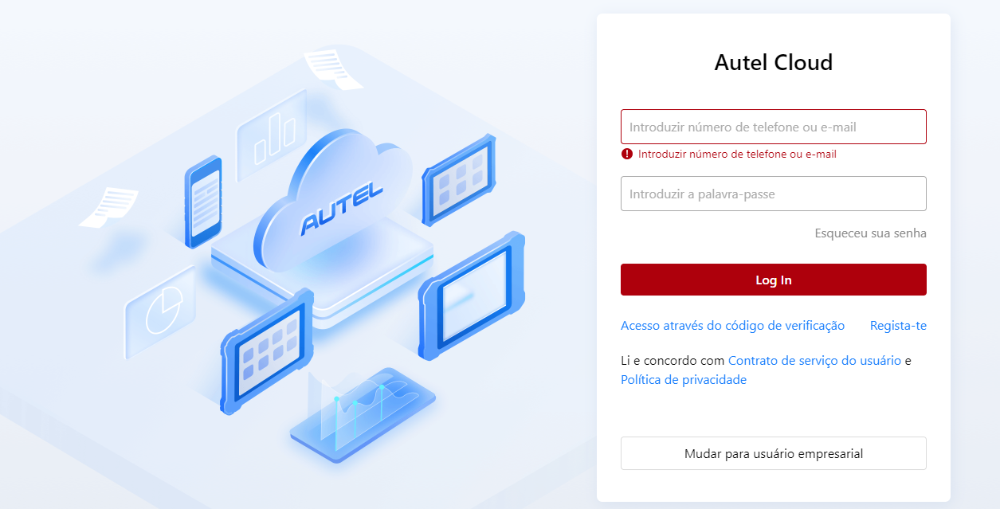 AUTEL
Autel Cloud
Introduzir número de telefone ou e-mail
Introduzir número de telefone ou e-mail
Introduzir a palavra-passe
Esqueceu sua senha
Log In
Acesso através do código de verificação Regista-te
Li e concordo com Contrato de serviço do usuário e
Política de privacidade
Mudar para usuário empresarial